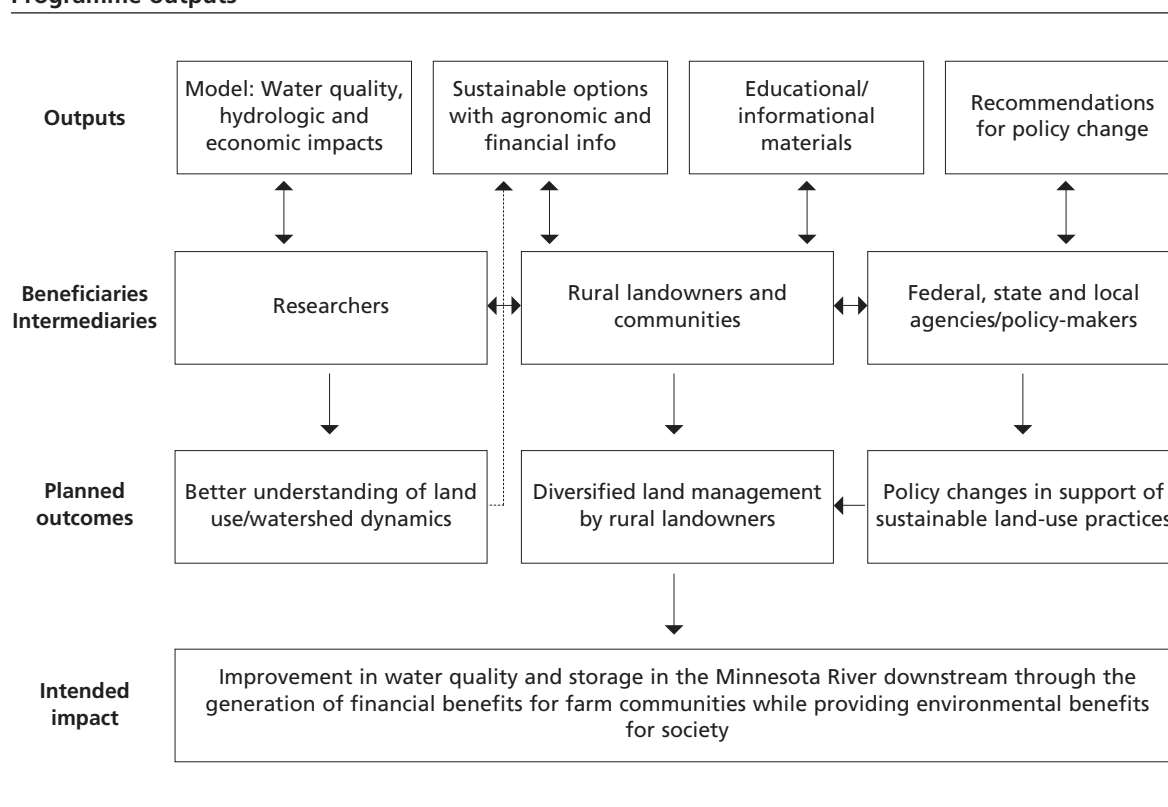 Programme outputs
Outputs
Model: Water quality,
hydrologic and
economic impacts
Sustainable options
with agronomic and
financial info
Educational/
informational
materials
Recommendations
for policy change
Beneficiaries
Intermediaries
Researchers
Rural landowners and
communities
Federal, state and local
agencies/policy-makers
Planned
outcomes
Better understanding of land
use/watershed dynamics
Diversified land management
by rural landowners
Policy changes in support of
sustainable land-use practices
Intended
impact
Improvement in water quality and storage in the Minnesota River downstream through the
generation of financial benefits for farm communities while providing environmental benefits
for society